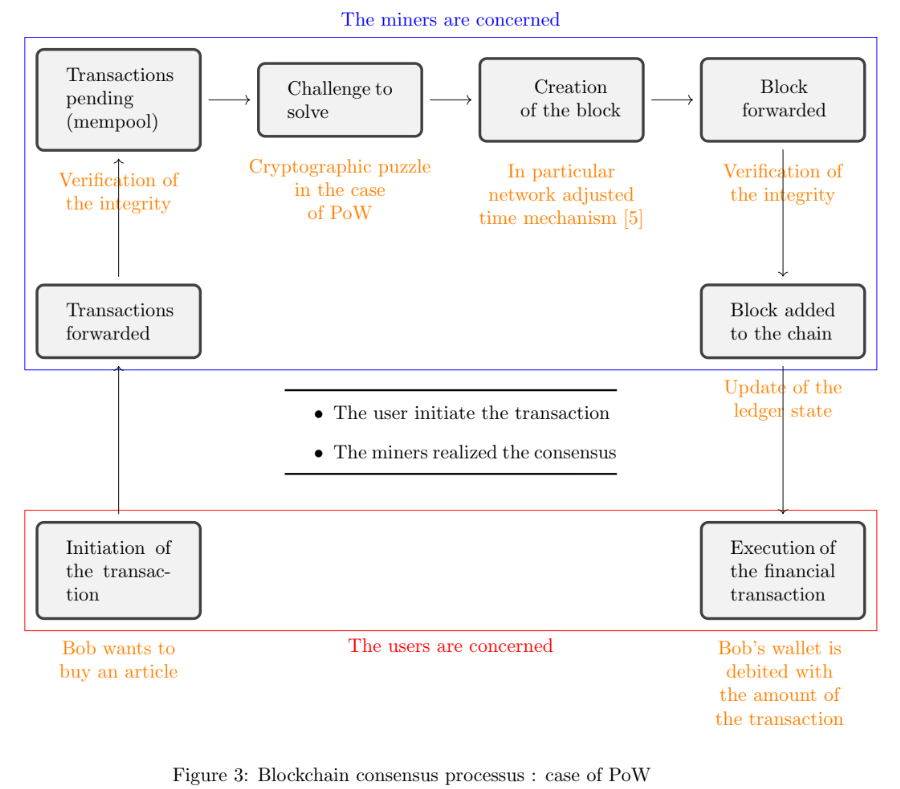 The miners are concerned
Transactions
pending
(mempool)
Challenge to
solve
Creation
of the block
Block
forwarded
Verification of
the integrity
Cryptographic puzzle
in the case
of PoW
In particular
network adjusted
time mechanism [5]
Verification of
the integrity
Transactions
forwarded
Block added
to the chain
Update of the
ledger state
• The user initiate the transaction
• The miners realized the consensus
Initiation of
the transac-
tion
Execution of
the financial
transaction
The users are concerned
Bob wants to
buy an article
Bob's wallet is
debited with
the amount of
the transaction
Figure 3: Blockchain consensus processus : case of PoW